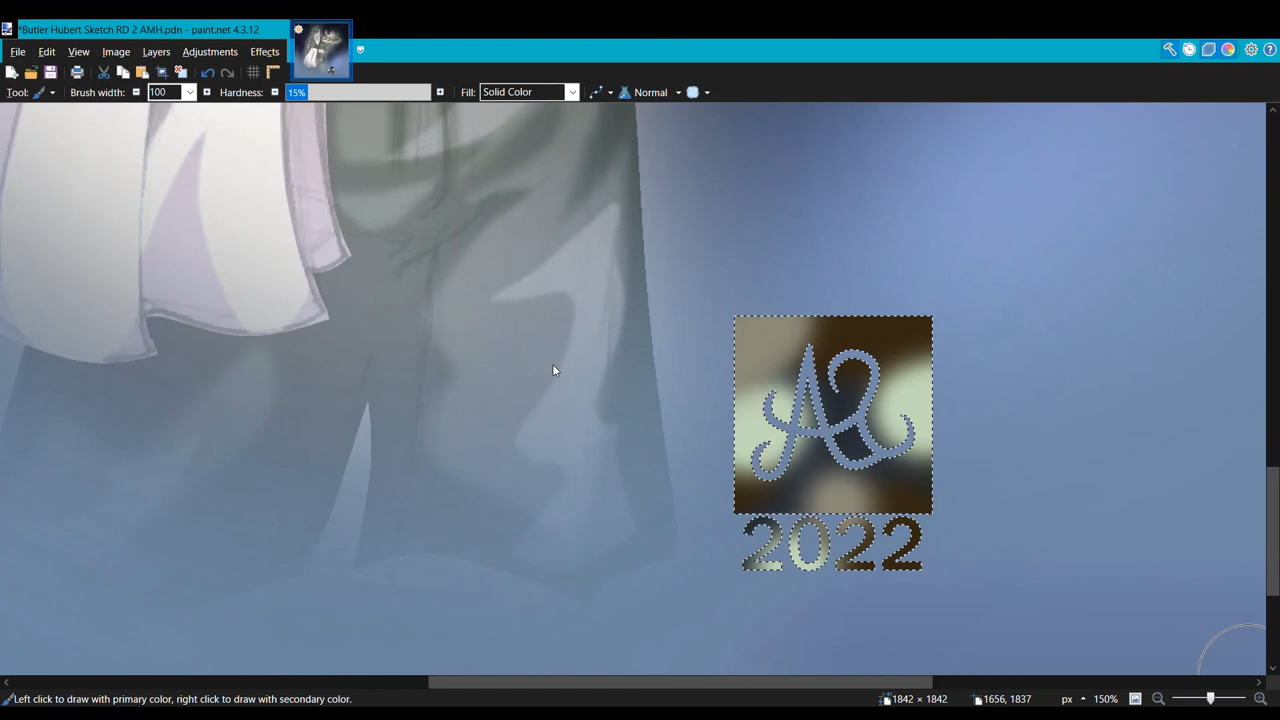 *Butler Hubert Sketch RD 2 AMH.pdn - paint.net 4.3.12
File Edit View Image Layers Adjustments Effects
Tool: Brush width: 100 Hardness: 15% Fill: Solid Color Normal
A
2022
Left click to draw with primary color, right click to draw with secondary color. 1842 × 1842 1656, 1837 px 150%